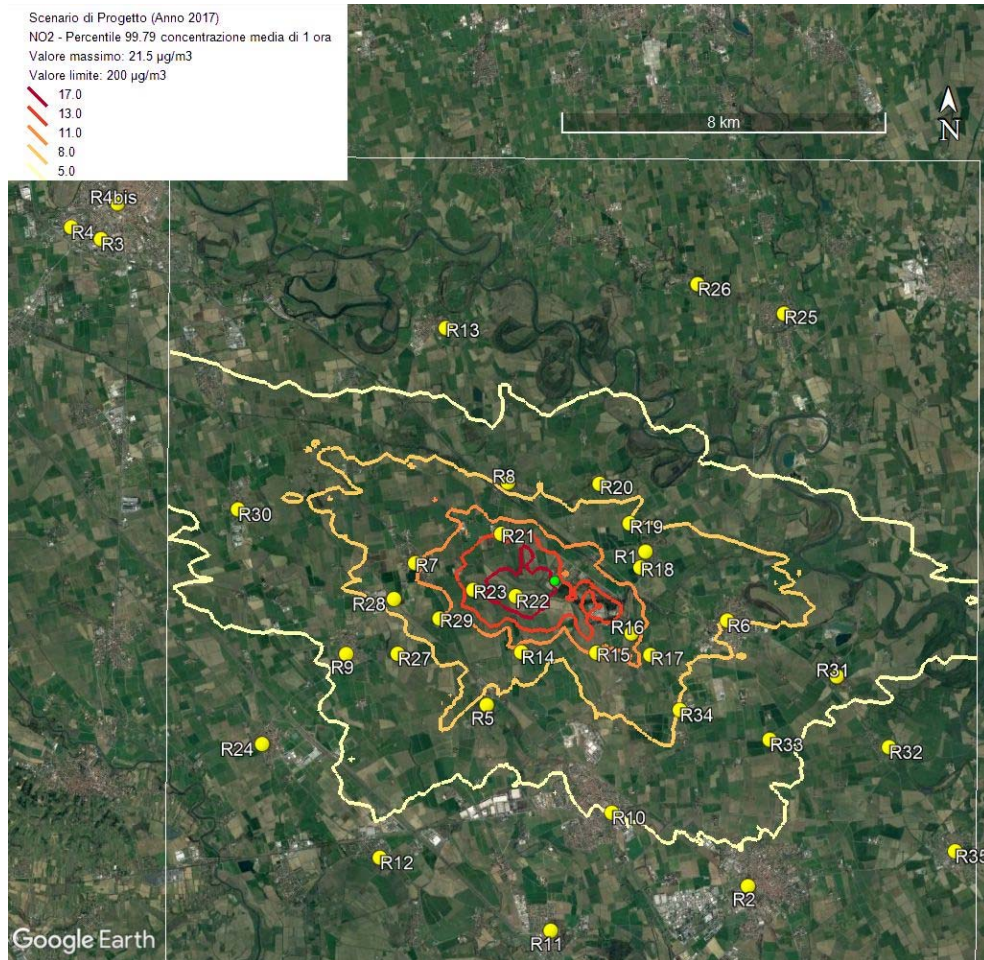 Scenario di Progetto (Anno 2017)
NO2 - Percentile 99.79 concentrazione media di 1 ora
Valore massimo: 21.5 µg/m3
Valore limite: 200 µg/m3
17.0
13.0
11.0
8.0
5.0
8 km
N
R4bis
R4
R3
R26
R25
R13
R8
R20
R30
R19
R21
R1
R7
R18
R23
R22
R28
R29
R16
R6
R9
R27
R14
R15
R17
R31
R5
R34
R24
R33
R32
R10
R12
R35
R2
R11
Google Earth